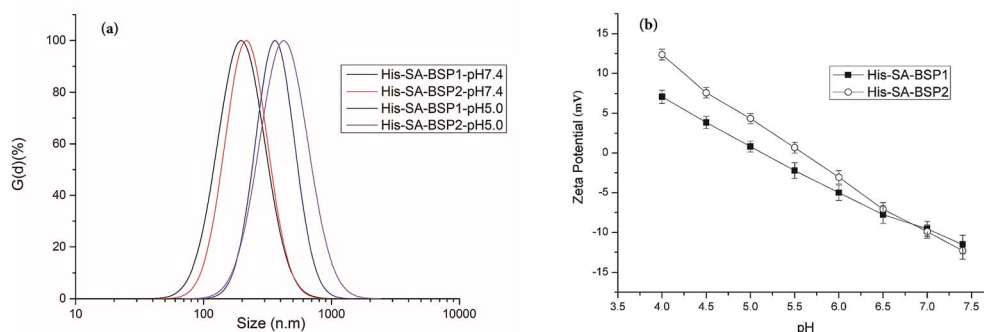 (a)
100
80
60
40
20
0
G(d)(%)
His-SA-BSP1-pH7.4
His-SA-BSP2-pH7.4
His-SA-BSP1-pH5.0
His-SA-BSP2-pH5.0
10
100
1000
10000
Size (n.m)
(b)
15
10
5
0
-5
-10
-15
Zeta Potential (mV)
His-SA-BSP1
His-SA-BSP2
3.5
4.0
4.5
5.0
5.5
6.0
6.5
7.0
7.5
pH